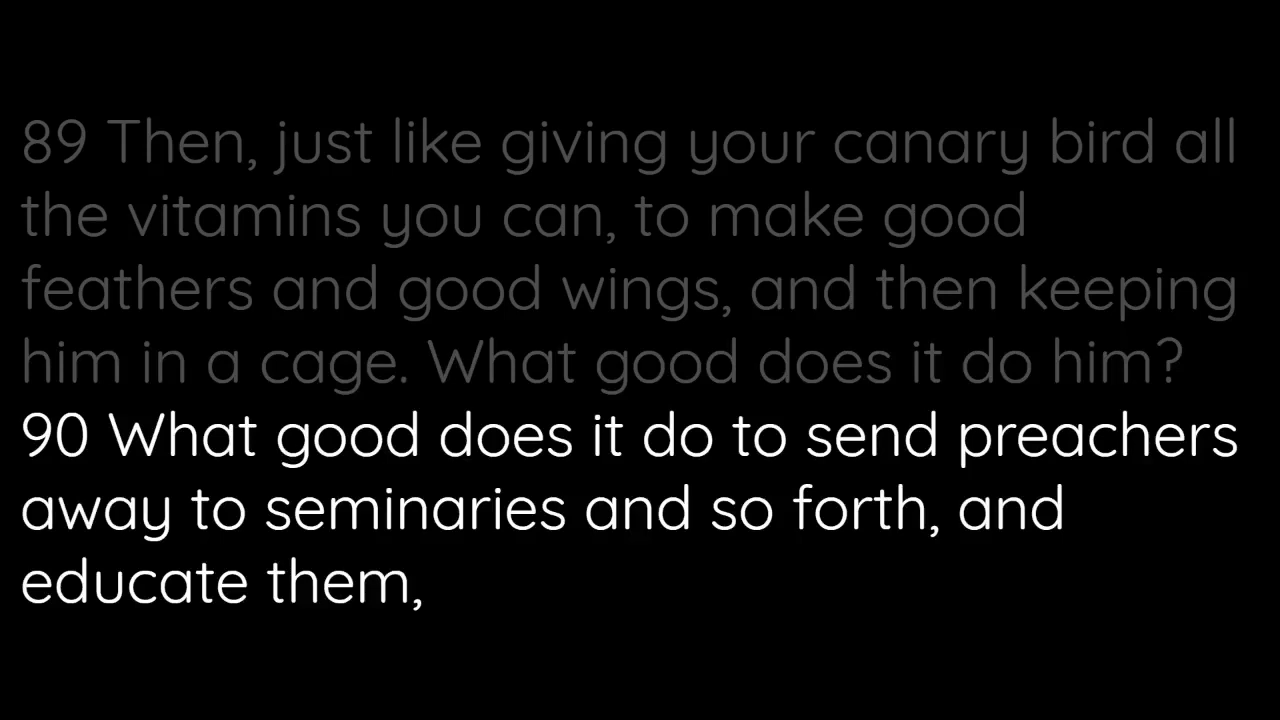 89 Then, just like giving your canary bird all
the vitamins you can, to make good
feathers and good wings, and then keeping
him in a cage. What good does it do him?
90 What good does it do to send preachers
away to seminaries and so forth, and
educate them,